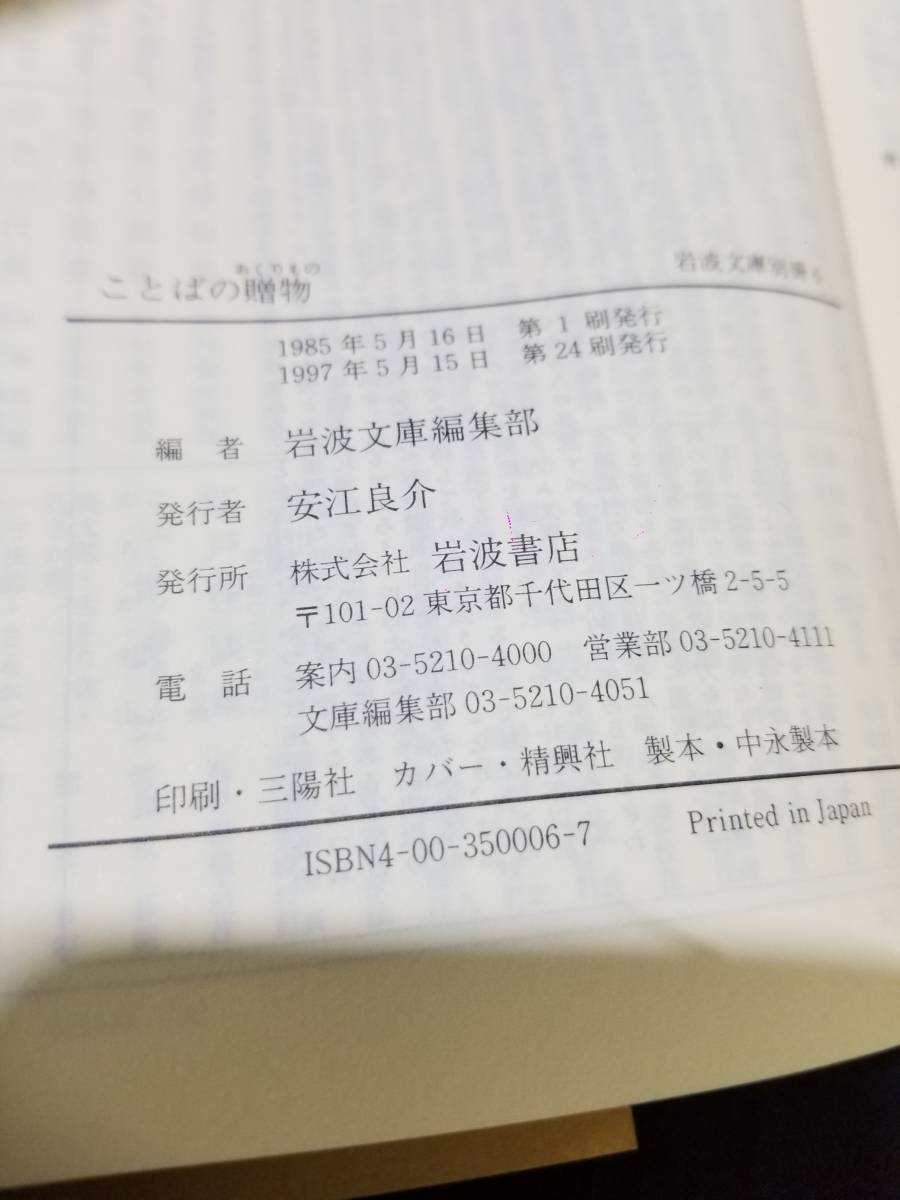 おくりもの
ことばの贈物
岩波文庫別冊6
1985年5月16日 第1刷発行
1997年5月15日 第24刷発行
編者 岩波文庫編集部
発行者 安江良介
発行所 株式会社 岩波書店
〒101-02 東京都千代田区一ツ橋2-5-5
電話 案内 03-5210-4000 営業部 03-5210-4111
文庫編集部 03-5210-4051
印刷・三陽社 カバー・精興社 製本・中永製本
ISBN4-00-350006-7 Printed in Japan